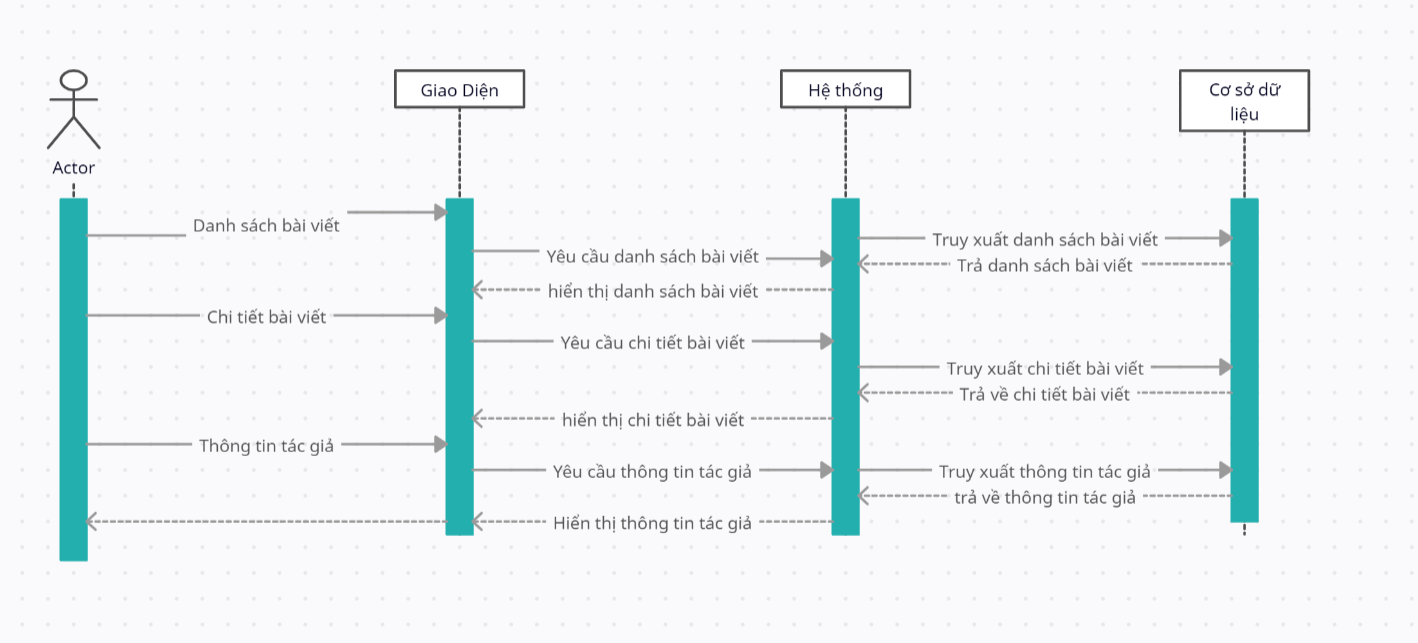 Giao Diện
Hệ thống
Cơ sở dữ
liệu
Actor
Danh sách bài viết
Truy xuất danh sách bài viết
Yêu cầu danh sách bài viết
Trả danh sách bài viết
hiển thị danh sách bài viết
Chi tiết bài viết
Yêu cầu chi tiết bài viết
Truy xuất chi tiết bài viết
Trả về chi tiết bài viết
hiển thị chi tiết bài viết
Thông tin tác giả
Yêu cầu thông tin tác giả
Truy xuất thông tin tác giả
trả về thông tin tác giả
Hiển thị thông tin tác giả